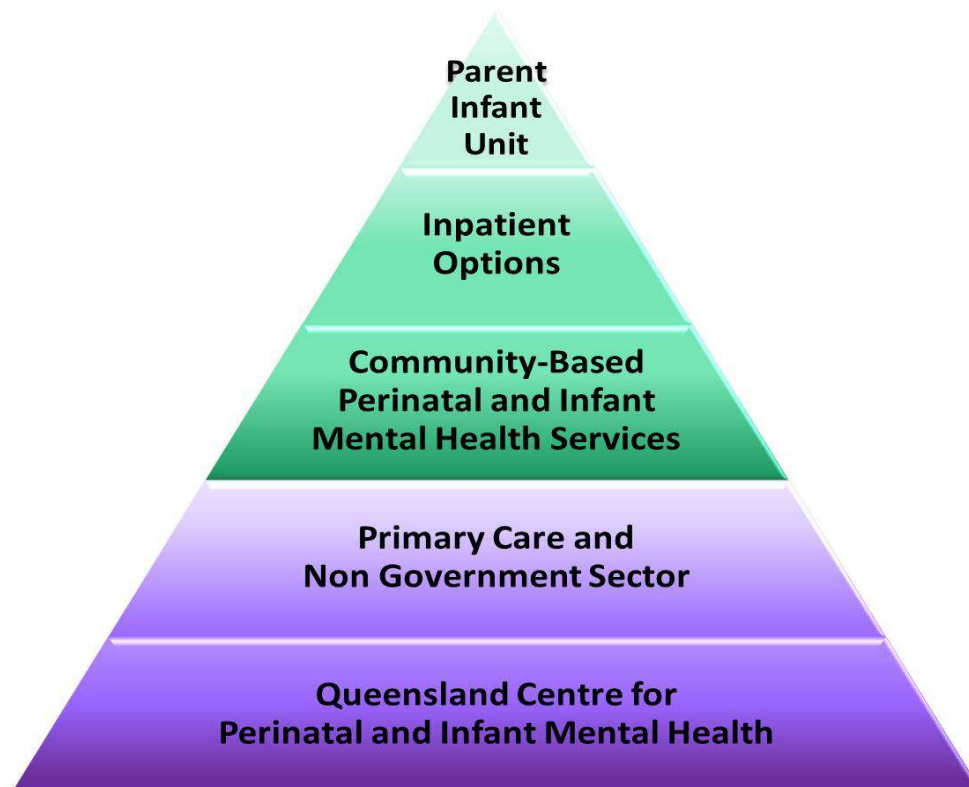 Parent
Infant
Unit
Inpatient
Options
Community-Based
Perinatal and Infant
Mental Health Services
Primary Care and
Non Government Sector
Queensland Centre for
Perinatal and Infant Mental Health